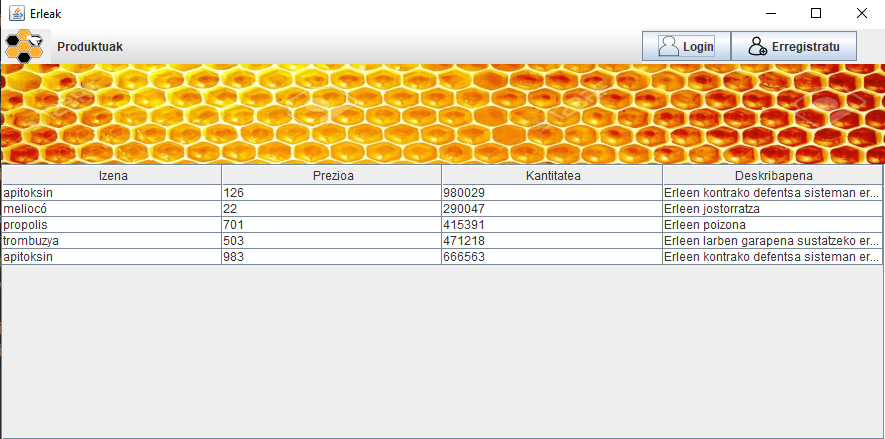 Erleak
Produktuak Login Erregistratu
Izena Prezioa Kantitatea Deskribapena
apitoksin 126 980029 Erleen kontrako defentsa sisteman er...
meliocó 22 290047 Erleen jostorratza
propolis 701 415391 Erleen poizona
trombuzya 503 471218 Erleen larben garapena sustatzeko er...
apitoksin 983 666563 Erleen kontrako defentsa sisteman er...